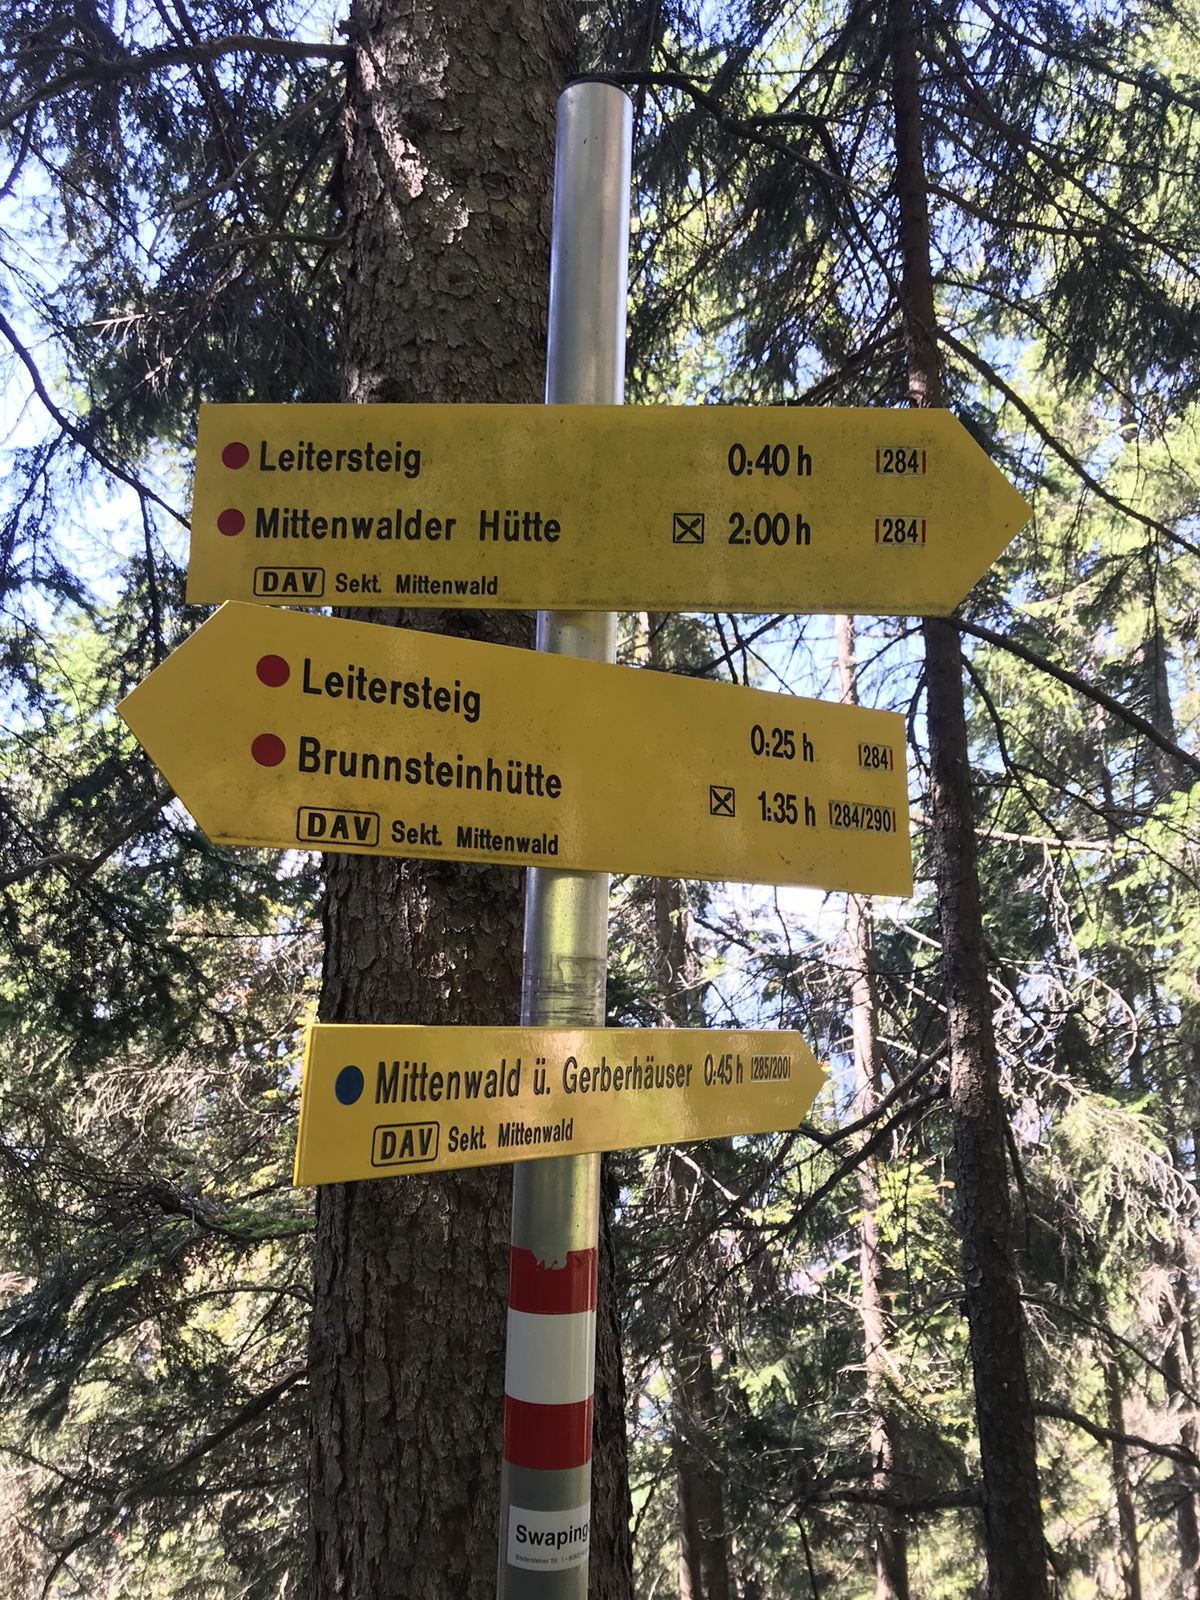 Leitersteig 0:40 h 284
Mittenwalder Hütte 2:00 h 284
DAV Sekt. Mittenwald
Leitersteig 0:25 h 284
Brunnsteinhütte 1:35 h 284/290
DAV Sekt. Mittenwald
Mittenwald ü. Gerberhäuser 0:45 h 285/200
DAV Sekt. Mittenwald
Swaping